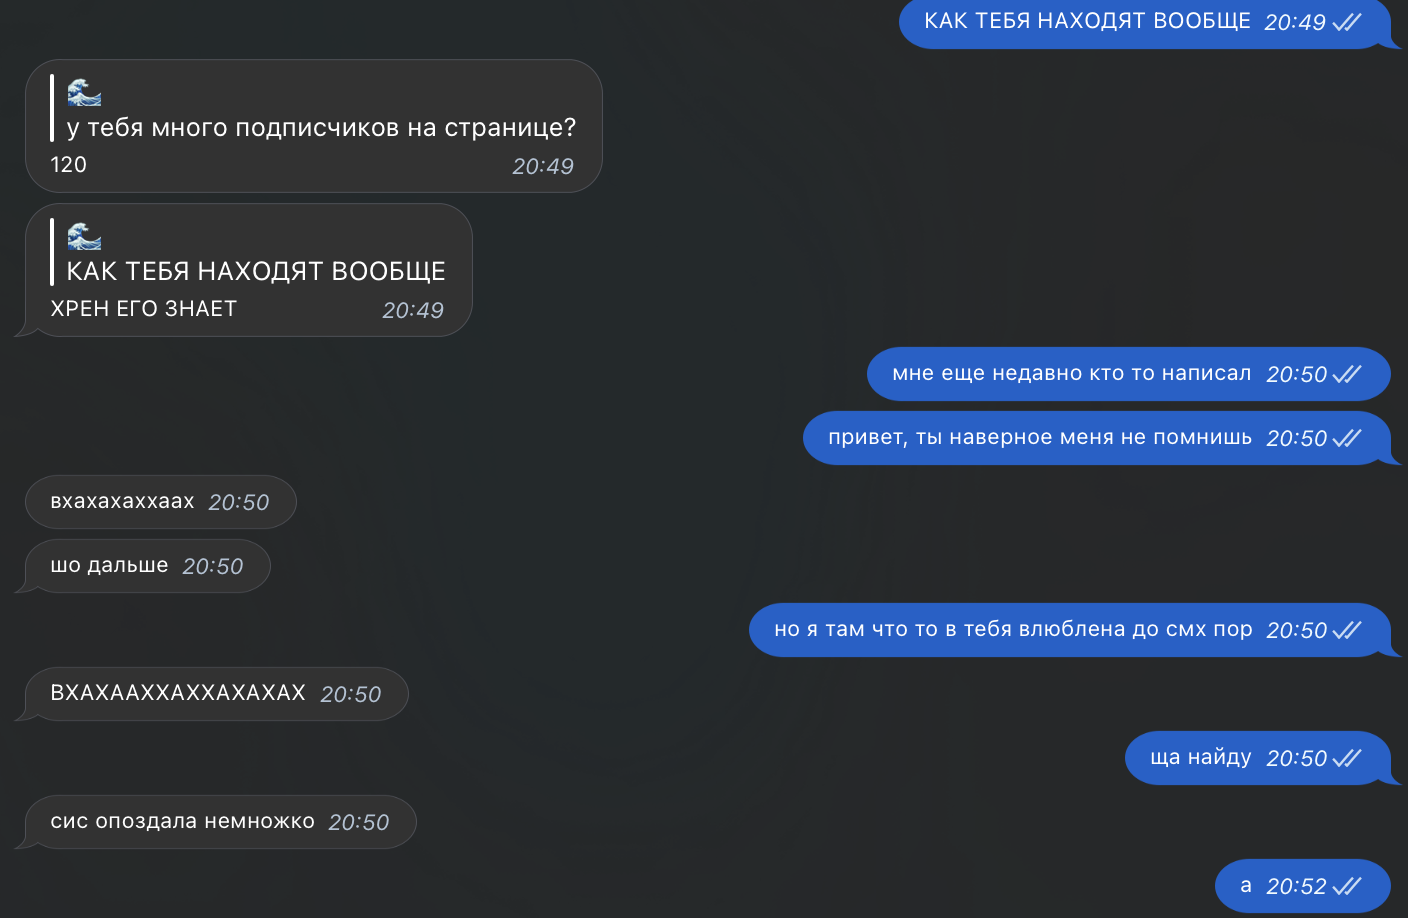 КАК ТЕБЯ НАХОДЯТ ВООБЩЕ 20:49
🌊
у тебя много подписчиков на странице?
120 20:49
🌊
КАК ТЕБЯ НАХОДЯТ ВООБЩЕ
ХРЕН ЕГО ЗНАЕТ 20:49
мне еще недавно кто то написал 20:50
привет, ты наверное меня не помнишь 20:50
вхахахаххаах 20:50
шо дальше 20:50
но я там что то в тебя влюблена до смх пор 20:50
ВХАХААХХАХХАХАХАХ 20:50
ща найду 20:50
сис опоздала немножко 20:50
а 20:52